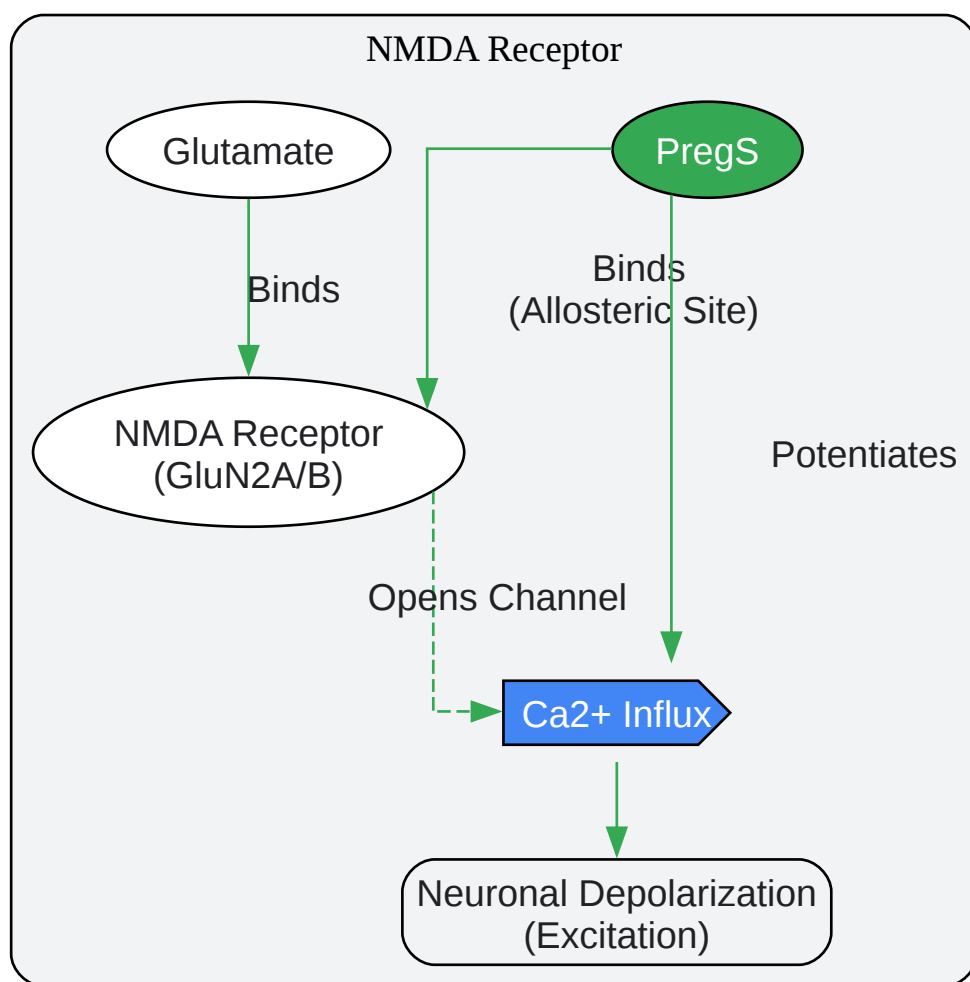 NMDA Receptor
Glutamate
PregS
Binds
Binds
(Allosteric Site)
NMDA Receptor
(GluN2A/B)
Potentiates
Opens Channel
Ca2+ Influx
Neuronal Depolarization
(Excitation)